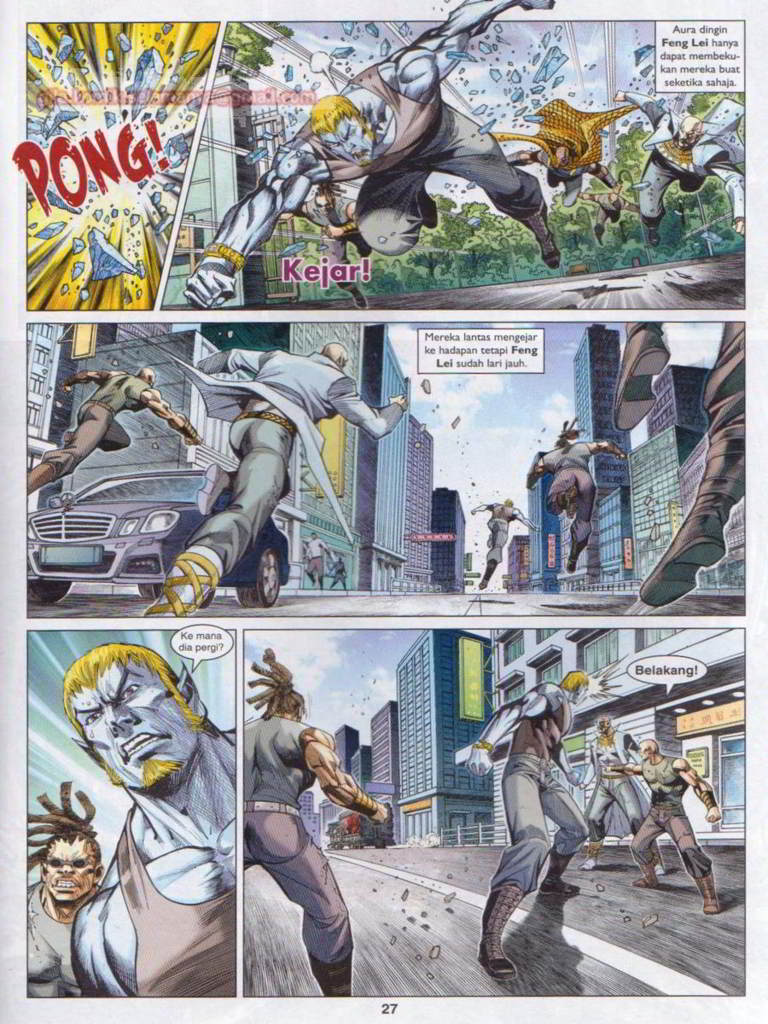 PONG!
Aura dingin
Feng Lei hanya
dapat membeku-
kan mereka buat
seketika sahaja.
Kejar!
Mereka lantas mengejar
ke hadapan tetapi Feng
Lei sudah lari jauh.
Ke mana
dia pergi?
Belakang!
27